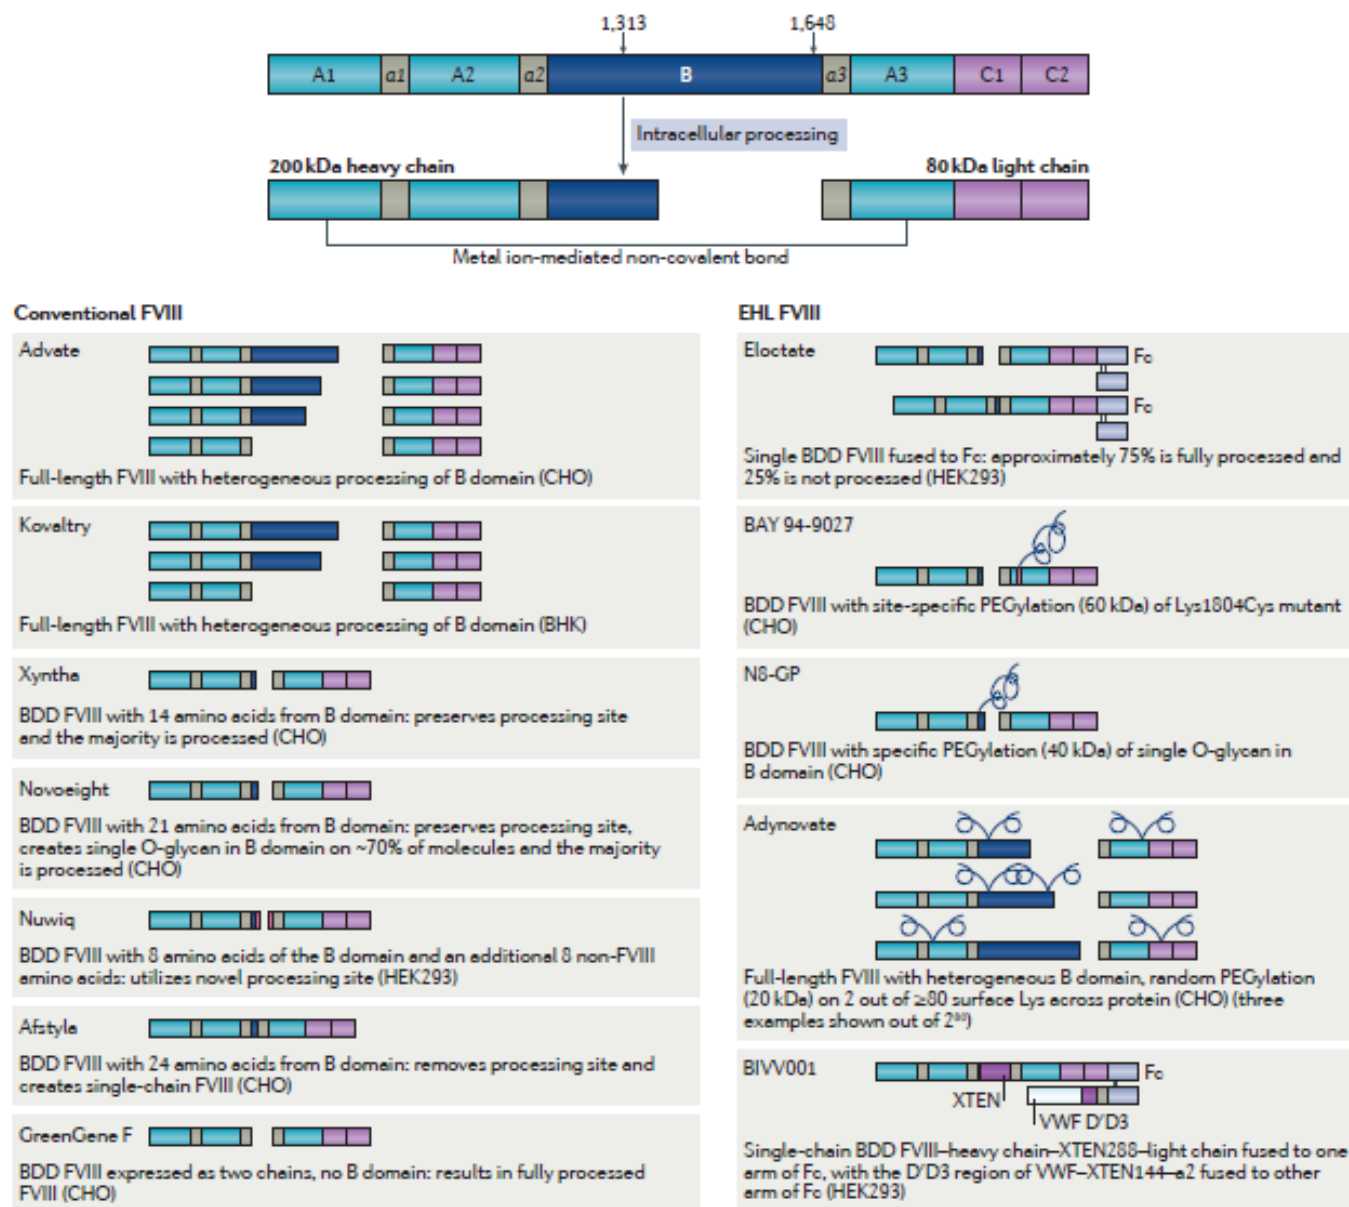 1,313 1,648
A1 a1 A2 a2 B a3 A3 C1 C2
Intracellular processing
200 kDa heavy chain 80 kDa light chain
Metal ion-mediated non-covalent bond
Conventional FVIII
Advate
Full-length FVIII with heterogeneous processing of B domain (CHO)
Kovaltry
Full-length FVIII with heterogeneous processing of B domain (BHK)
Xyntha
BDD FVIII with 14 amino acids from B domain: preserves processing site
and the majority is processed (CHO)
Novoeight
BDD FVIII with 21 amino acids from B domain: preserves processing site,
creates single O-glycan in B domain on ~70% of molecules and the majority
is processed (CHO)
Nuwiq
BDD FVIII with 8 amino acids of the B domain and an additional 8 non-FVIII
amino acids: utilizes novel processing site (HEK293)
Afstyla
BDD FVIII with 24 amino acids from B domain: removes processing site and
creates single-chain FVIII (CHO)
GreenGene F
BDD FVIII expressed as two chains, no B domain: results in fully processed
FVIII (CHO)
EHL FVIII
Eloctate
Fc
Fc
Single BDD FVIII fused to Fc: approximately 75% is fully processed and
25% is not processed (HEK293)
BAY 94-9027
BDD FVIII with site-specific PEGylation (60 kDa) of Lys1804Cys mutant
(CHO)
N8-GP
BDD FVIII with specific PEGylation (40 kDa) of single O-glycan in
B domain (CHO)
Adynovate
Full-length FVIII with heterogeneous B domain, random PEGylation
(20 kDa) on 2 out of ≥80 surface Lys across protein (CHO) (three
examples shown out of 2⁸⁰)
BIVV001
Fc
XTEN
VWF D′D3
Single-chain BDD FVIII–heavy chain–XTEN288–light chain fused to one
arm of Fc, with the D′D3 region of VWF–XTEN144–a2 fused to other
arm of Fc (HEK293)